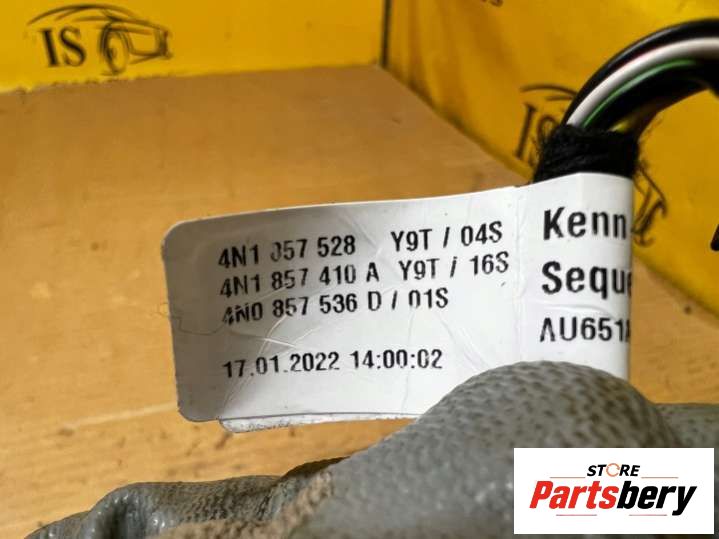 IS
IS
4N1 857 528 Y9T / 04S
4N1 857 410 A Y9T / 16S
4N0 857 536 D / 01S
17.01.2022 14:00:02
Kenn
Seque
AU651
STORE
Partsbery